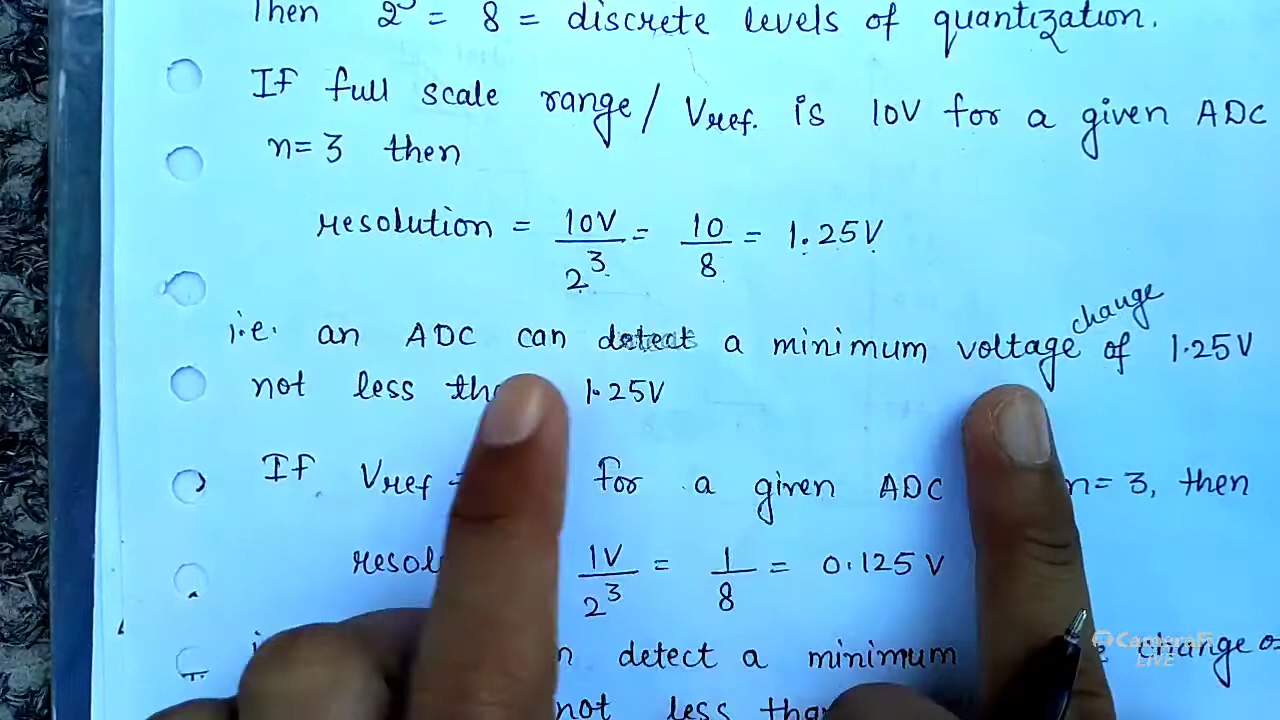 Then 2³ = 8 = discrete levels of quantization.
If full scale range/ Vref. is 10V for a given ADC
n=3 then
resolution = 10V/2³ = 10/8 = 1.25V
i.e. an ADC can detect a minimum voltage change of 1.25V
not less 1.25V
If Vref = for a given ADC n=3, then
1V/2³ = 1/8 = 0.125V
detect a minimum change
not less
CameraFi
LIVE